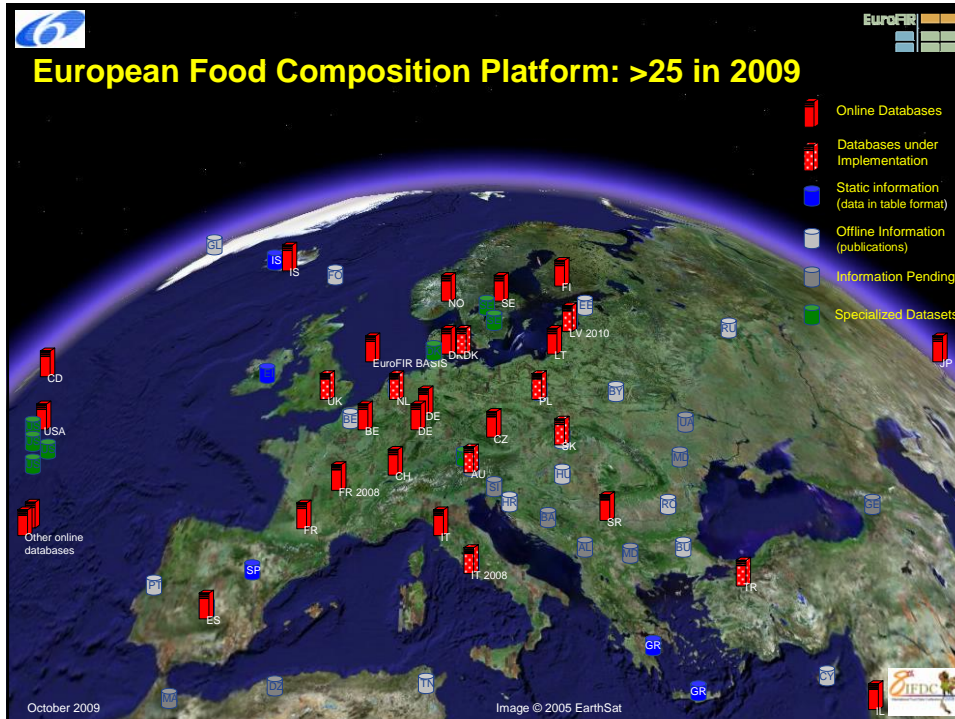 EuroFIR
European Food Composition Platform: >25 in 2009
Online Databases
Databases under
Implementation
Static information
(data in table format)
Offline Information
(publications)
Information Pending
Specialized Datasets
GL
IS
IS
FO
NO
SE
FI
EE
LV 2010
RU
DK
DK
LT
JP
EuroFIR BASIS
CD
UK
NL
PL
BY
USA
BE
BE
DE
DE
CZ
SK
UA
CH
AU
HU
MD
FR 2008
SI
HR
BA
SR
RO
GE
FR
IT
Other online
databases
AL
MD
BU
IT 2008
TR
SP
PT
ES
GR
GR
CY
MA
DZ
TN
IL
IFDC
October 2009
Image © 2005 EarthSat